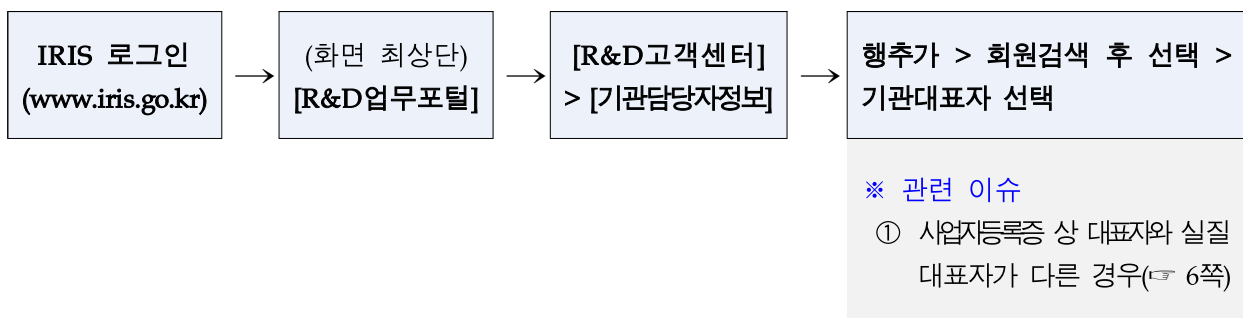 IRIS 로그인
(www.iris.go.kr)
→
(화면 최상단)
[R&D업무포털]
→
[R&D고객센터]
> [기관담당자정보]
→
행추가 > 회원검색 후 선택 >
기관대표자 선택
※ 관련 이슈
① 사업자등록증 상 대표자와 실질
대표자가 다른 경우(☞ 6쪽)